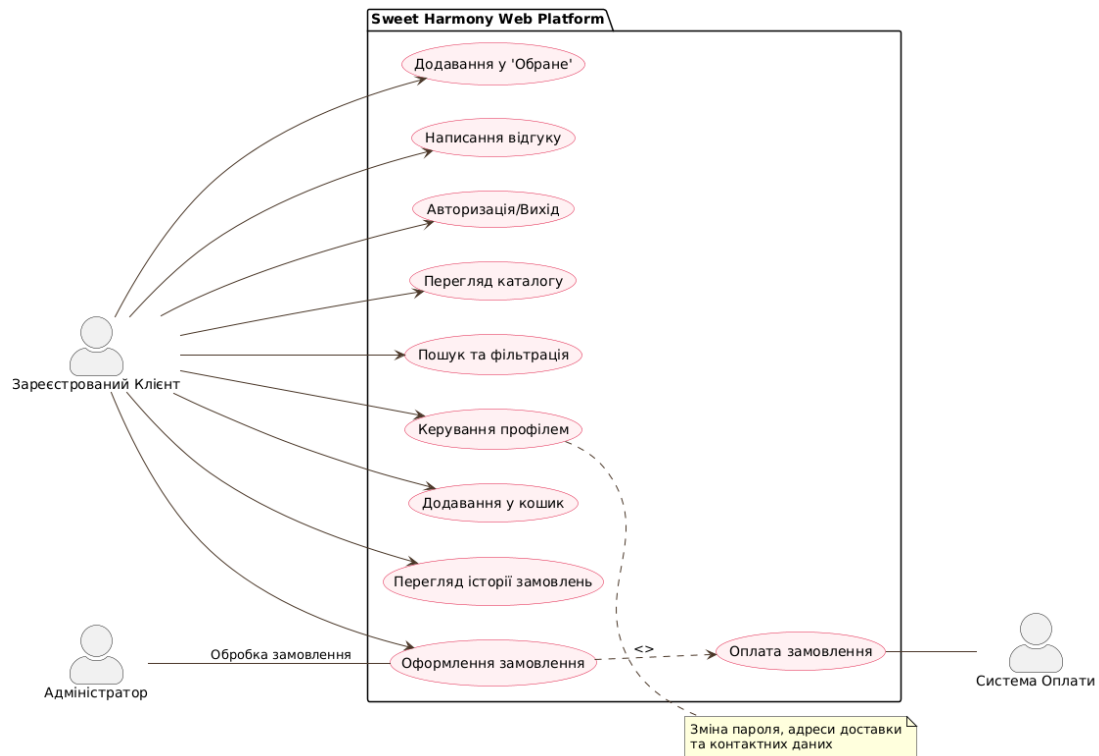 Sweet Harmony Web Platform
Додавання у 'Обране'
Написання відгуку
Авторизація/Вихід
Перегляд каталогу
Пошук та фільтрація
Зареєстрований Клієнт
Керування профілем
Додавання у кошик
Перегляд історії замовлень
Обробка замовлення
Оформлення замовлення
<>
Оплата замовлення
Адміністратор
Система Оплати
Зміна пароля, адреси доставки
та контактних даних